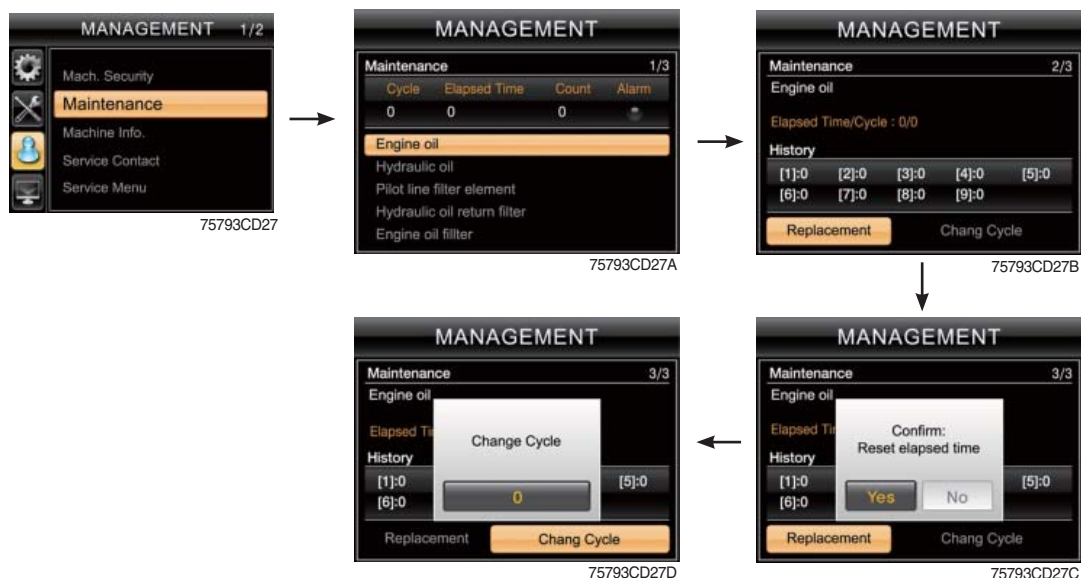 MANAGEMENT 1/2
Mach. Security
Maintenance
Machine Info.
Service Contact
Service Menu
75793CD27
MANAGEMENT
Maintenance 1/3
Cycle Elapsed Time Count Alarm
0 0 0
Engine oil
Hydraulic oil
Pilot line filter element
Hydraulic oil return filter
Engine oil fillter
75793CD27A
MANAGEMENT
Maintenance 2/3
Engine oil
Elapsed Time/Cycle : 0/0
History
[1]:0 [2]:0 [3]:0 [4]:0 [5]:0
[6]:0 [7]:0 [8]:0 [9]:0
Replacement Chang Cycle
75793CD27B
MANAGEMENT
Maintenance 3/3
Engine oil
Elapsed Ti
Confirm:
Reset elapsed time
History
[1]:0 [5]:0
[6]:0
Yes No
Replacement Chang Cycle
75793CD27C
MANAGEMENT
Maintenance 3/3
Engine oil
Elapsed Ti
Change Cycle
History
[1]:0 [5]:0
[6]:0
0
Replacement Chang Cycle
75793CD27D